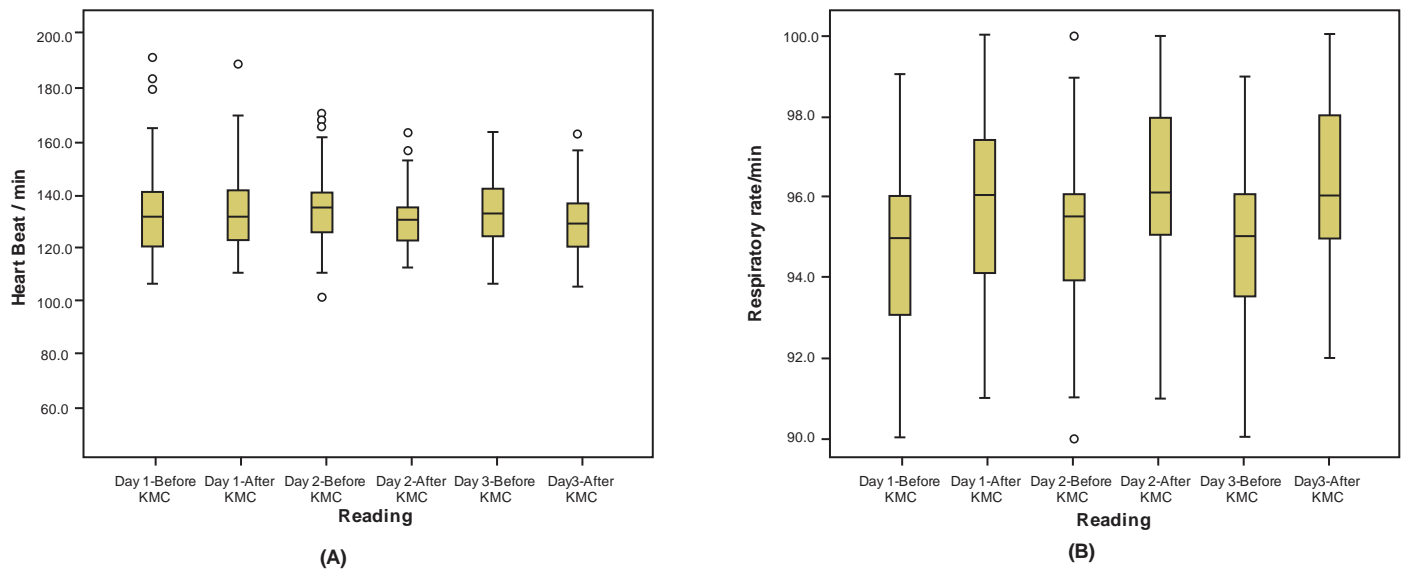 200.0
180.0
160.0
140.0
120.0
100.0
80.0
60.0
Heart Beat / min
Day 1-Before KMC
Day 1-After KMC
Day 2-Before KMC
Day 2-After KMC
Day 3-Before KMC
Day3-After KMC
Reading
(A)
100.0
98.0
96.0
94.0
92.0
90.0
Respiratory rate/min
Day 1-Before KMC
Day 1-After KMC
Day 2-Before KMC
Day 2-After KMC
Day 3-Before KMC
Day3-After KMC
Reading
(B)